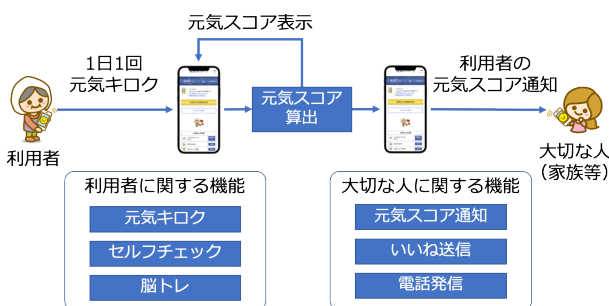 元気スコア表示
1日1回
元気キロク
利用者の
元気スコア通知
元気スコア
算出
利用者
大切な人
（家族等）
利用者に関する機能
元気キロク
セルフチェック
脳トレ
大切な人に関する機能
元気スコア通知
いいね送信
電話発信